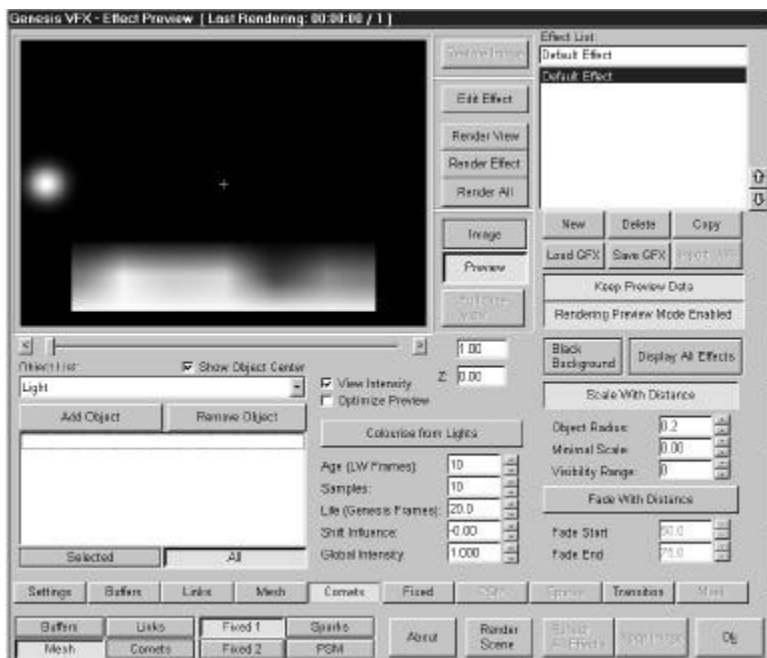 Genesis VFX - Effect Preview [ Last Rendering: 00:00:00 / 1 ]
Effect List:
Default Effect
Default Effect
Edit Effect
Render View
Render Effect
Render All
Image
Preview
New Delete Copy
Load GFX Save GFX
Keep Preview Data
Rendering Preview Mode Enabled
< > 1.00
Z: 0.00
Black Background Display All Effects
Scale With Distance
Object List: Show Object Center
Light
View Intensity
Optimize Preview
Add Object Remove Object
Colourise from Lights
Object Radius: 0.2
Minimal Scale: 0.00
Visibility Range: 0
Age (LW Frames): 10
Samples: 10
Life (Genesis Frames): 20.0
Shift Influence: -0.00
Global Intensity: 1.000
Fade With Distance
Fade Start 50.0
Fade End 75.0
Selected All
Settings Buffers Links Mesh Comets Fixed PSM Sparks Transition
Buffers Links Fixed 1 Sparks
Mesh Comets Fixed 2 PSM
About Render Scene Ok